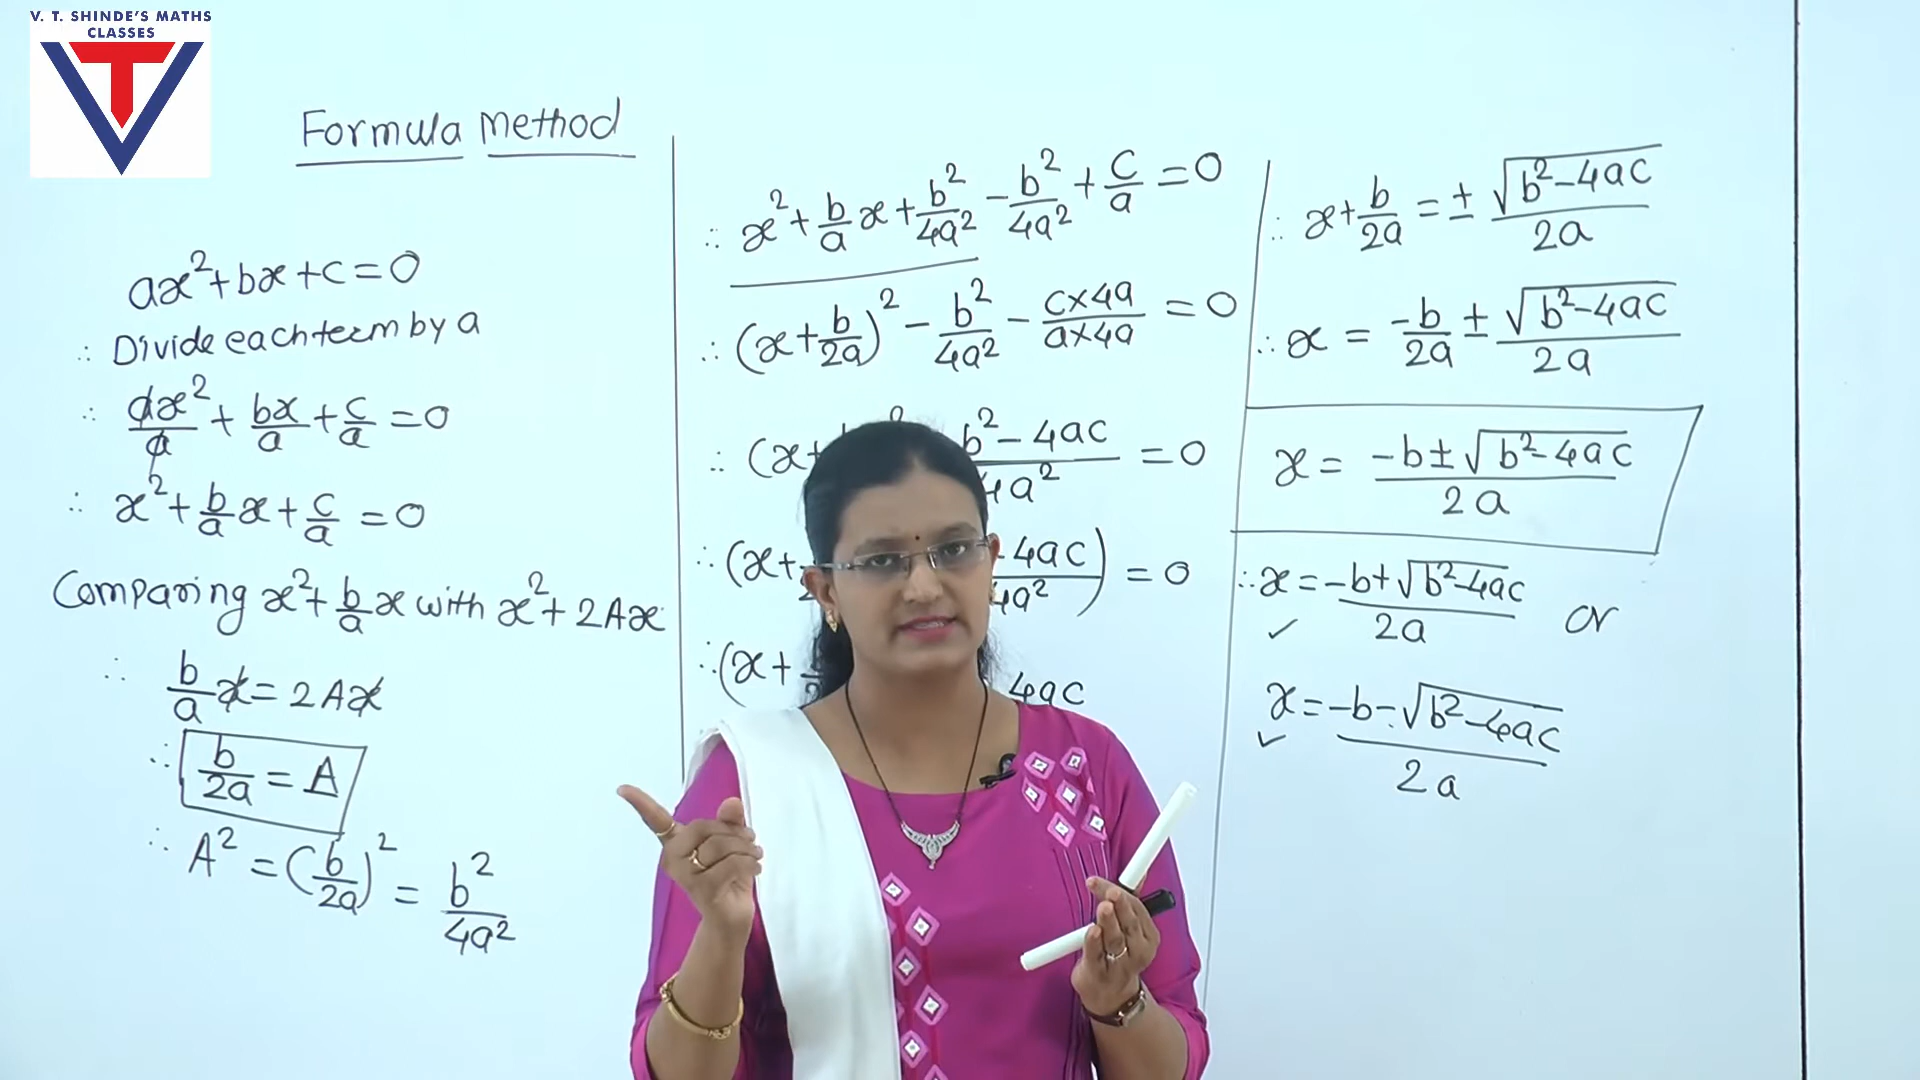 V. T. SHINDE'S MATHS
CLASSES
Formula Method
ax²+bx+c=0
∴ Divide each term by a
∴ ax²/a + bx/a + c/a = 0
∴ x²+b/a x+c/a = 0
Comparing x²+b/a x with x²+2Ax
∴ b/a x = 2Ax
∴ b/2a = A
∴ A² = (b/2a)² = b²/4a²
∴ x²+b/a x+b²/4a² - b²/4a² + c/a = 0
∴ (x+b/2a)² - b²/4a² - c×4a/a×4a = 0
∴ (x+ b²-4ac/4a² = 0
∴ (x+ -4ac/4a²) = 0
∴ (x+ 4ac
∴ x+b/2a = ± √b²-4ac/2a
∴ x = -b/2a ± √b²-4ac/2a
x = -b±√b²-4ac/2a
∴ x = -b+√b²-4ac/2a or
x = -b-√b²-4ac/2a